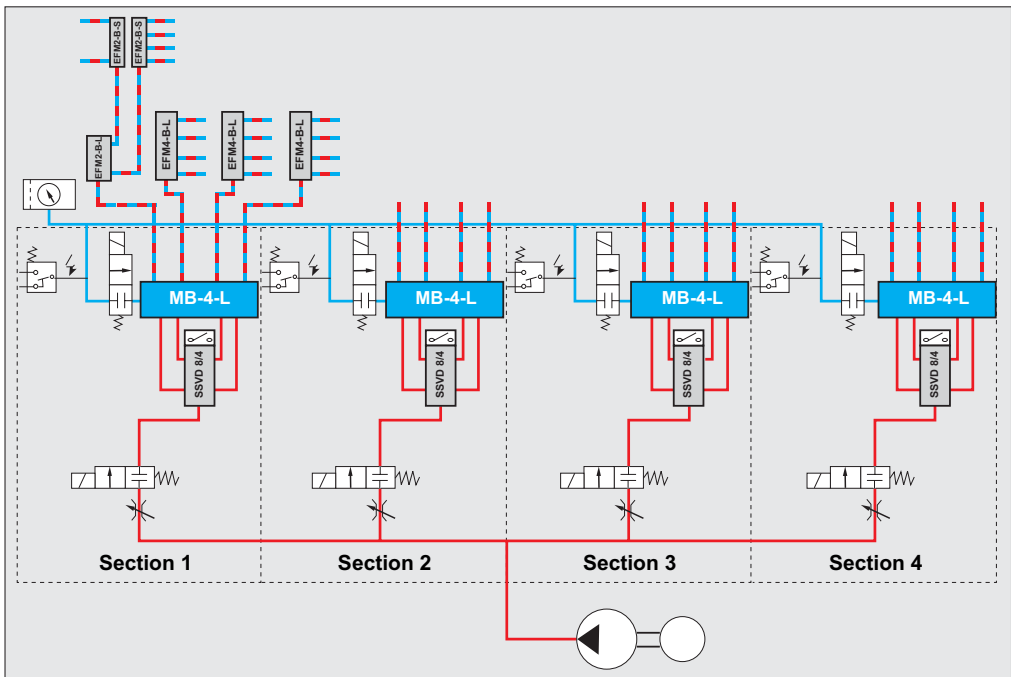 EFM2-B-S
EFM2-B-S
EFM2-B-L
EFM4-B-L
EFM4-B-L
EFM4-B-L
MB-4-L
MB-4-L
MB-4-L
MB-4-L
SSVD 8/4
SSVD 8/4
SSVD 8/4
SSVD 8/4
Section 1
Section 2
Section 3
Section 4